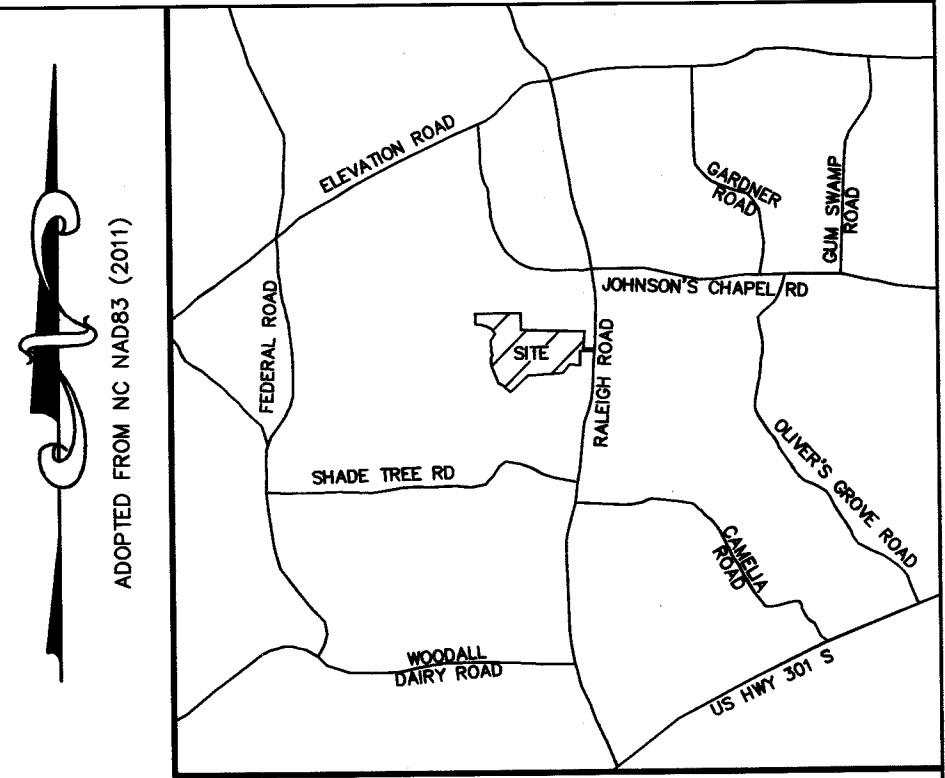 ADOPTED FROM NC NAD83 (2011)
ELEVATION ROAD
GARDNER
ROAD
GUM SWAMP
ROAD
JOHNSON'S CHAPEL RD
FEDERAL ROAD
SITE
RALEIGH ROAD
SHADE TREE RD
OLIVER'S GROVE ROAD
CAMELIA
ROAD
WOODALL
DAIRY ROAD
US HWY 301 S